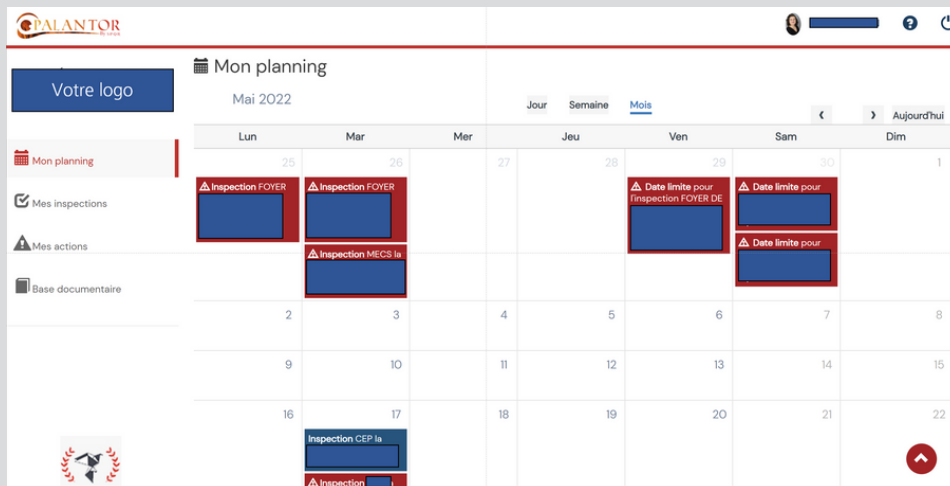 PALANTOR
Votre logo
Mon planning
Mes inspections
Mes actions
Base documentaire
Mon planning
Mai 2022
Jour Semaine Mois
Aujourd'hui
Lun Mar Mer Jeu Ven Sam Dim
25 26 27 28 29 30 1
Inspection FOYER
Inspection FOYER
Inspection MECS la
Date limite pour
l'inspection FOYER DE
Date limite pour
Date limite pour
2 3 4 5 6 7 8
9 10 11 12 13 14 15
16 17 18 19 20 21 22
Inspection CEP la
Inspection